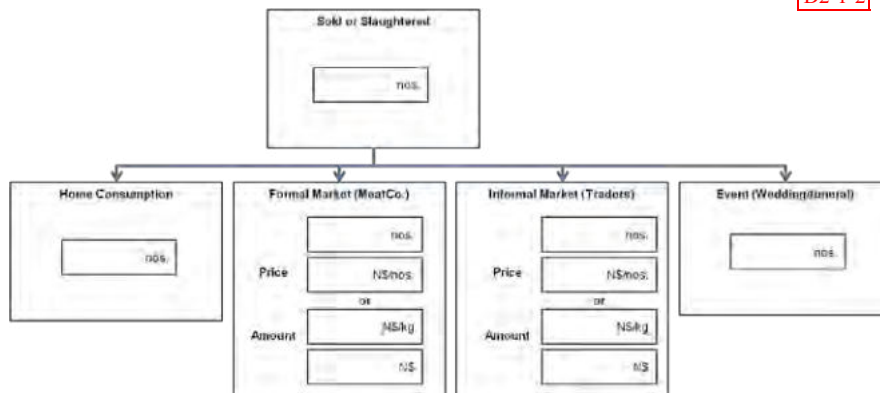 D2-1-2
Sold or Slaughtered
nos.
Home Consumption
nos.
Formal Market (MeatCo.)
nos.
Price N$/nos.
or
Amount N$/kg
N$
Informal Market (Traders)
nos.
Price N$/nos.
or
Amount N$/kg
N$
Event (Wedding/funeral)
nos.